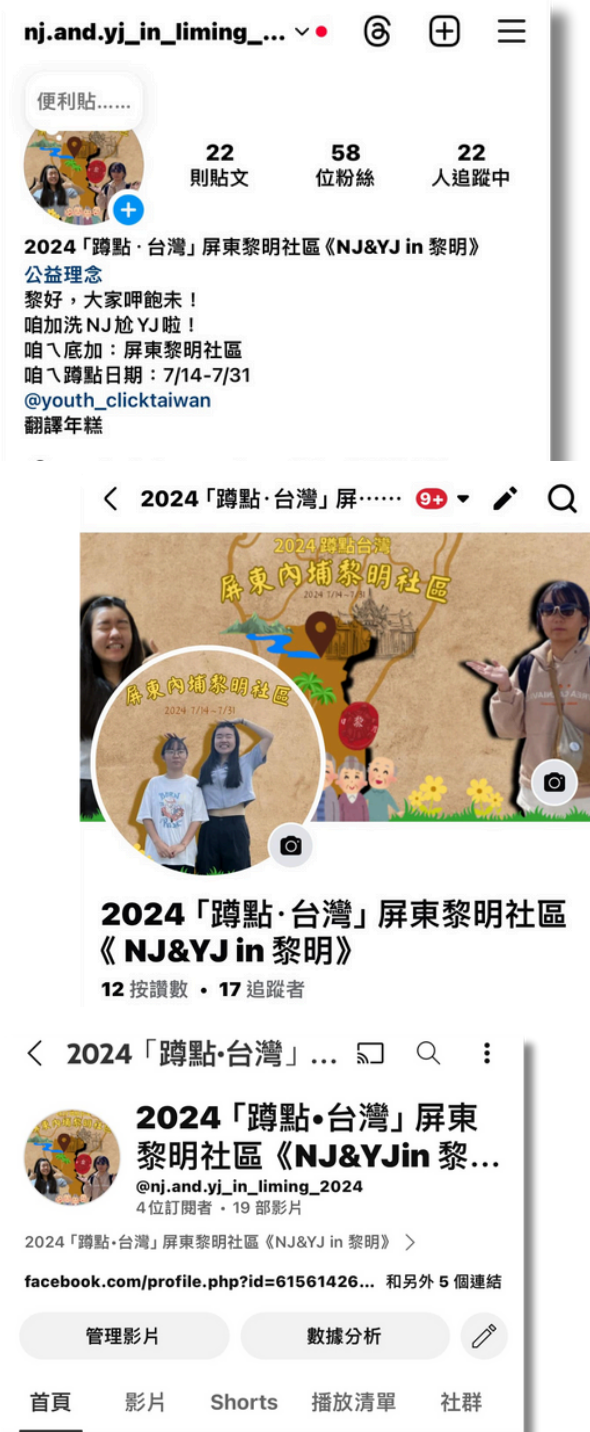 nj.and.yj_in_liming_...
便利貼......
22
則貼文
58
位粉絲
22
人追蹤中
2024「蹲點·台灣」屏東黎明社區《NJ&YJ in 黎明》
公益理念
黎好，大家呷飽未！
咱加洗NJ尬YJ啦！
咱ㄟ底加：屏東黎明社區
咱ㄟ蹲點日期：7/14-7/31
@youth_clicktaiwan
翻譯年糕
2024「蹲點·台灣」屏...... 9+
2024 蹲點台灣
屏東內埔黎明社區
2024 7/14~7/31
屏東內埔黎明社區
2024 7/14~7/31
2024「蹲點·台灣」屏東黎明社區
《 NJ&YJ in 黎明》
12 按讚數 • 17 追蹤者
2024「蹲點•台灣」...
2024「蹲點•台灣」屏東
黎明社區《NJ&YJin 黎...
@nj.and.yj_in_liming_2024
4位訂閱者・19 部影片
2024「蹲點•台灣」屏東黎明社區《NJ&YJ in 黎明》
facebook.com/profile.php?id=61561426... 和另外 5 個連結
管理影片
數據分析
首頁 影片 Shorts 播放清單 社群